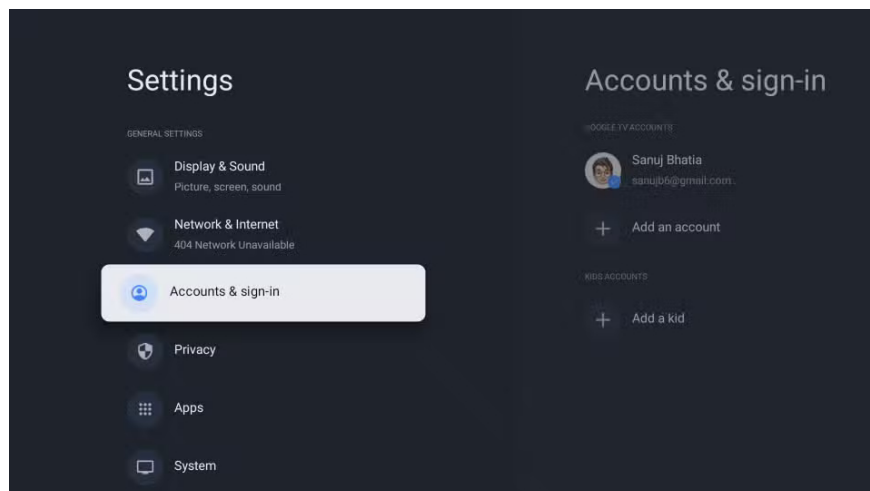 Settings
GENERAL SETTINGS
Display & Sound
Picture, screen, sound
Network & Internet
404 Network Unavailable
Accounts & sign-in
Privacy
Apps
System
Accounts & sign-in
GOOGLE TV ACCOUNTS
Sanuj Bhatia
sanujb6@gmail.com..
Add an account
KIDS ACCOUNTS
Add a kid